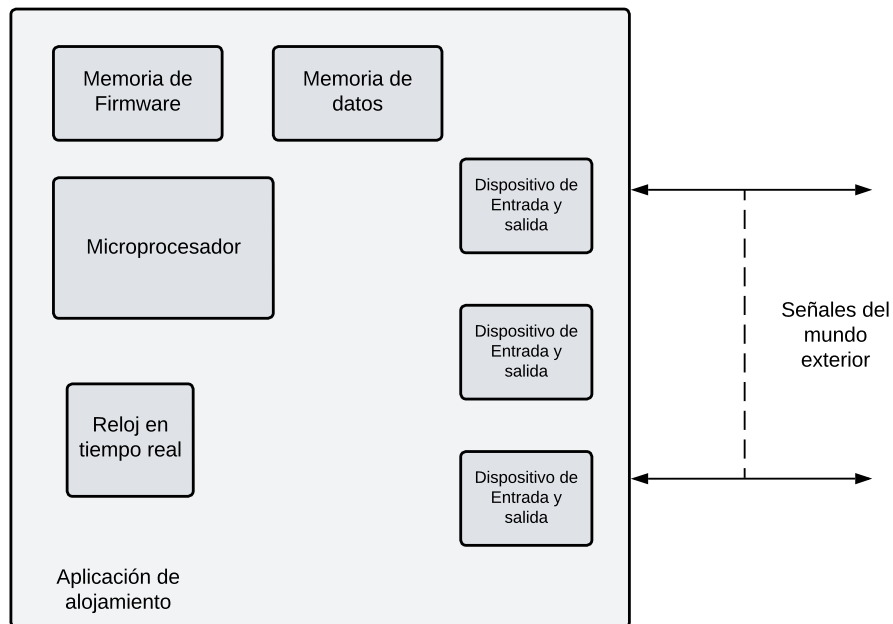 Memoria de
Firmware
Memoria de
datos
Dispositivo de
Entrada y
salida
Microprocesador
Señales del
mundo
exterior
Dispositivo de
Entrada y
salida
Reloj en
tiempo real
Dispositivo de
Entrada y
salida
Aplicación de
alojamiento